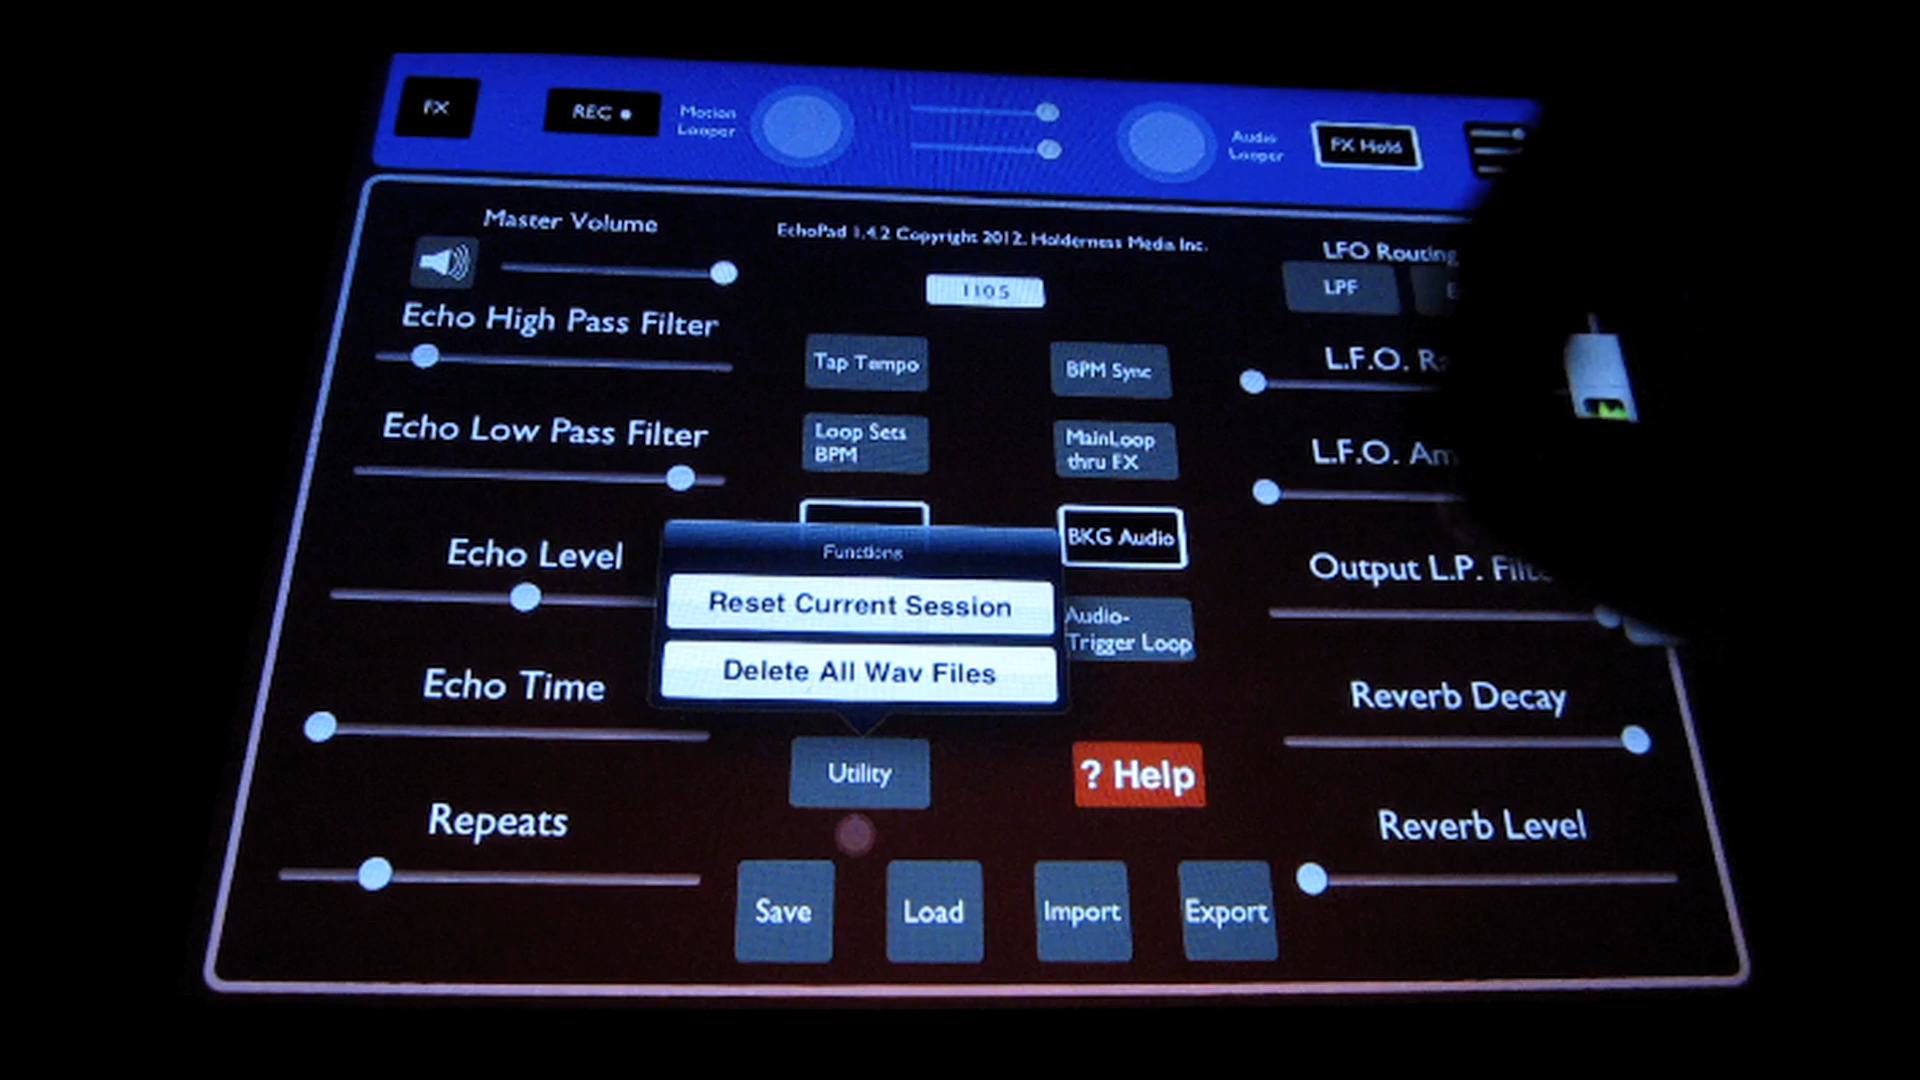 FX
REC
Motion
Looper
Audio
Looper
FX Hold
Master Volume
EchoPad 1.4.2 Copyright 2012. Holderness Media Inc.
LFO Routing
LPF
Echo High Pass Filter
Tap Tempo
BPM Sync
L.F.O.
Echo Low Pass Filter
Loop Sets
BPM
MainLoop
thru FX
L.F.O. Am
BKG Audio
Echo Level
Functions
Output L.P.
Reset Current Session
Audio-
Trigger Loop
Delete All Wav Files
Echo Time
Reverb Decay
Utility
? Help
Repeats
Reverb Level
Save
Load
Import
Export